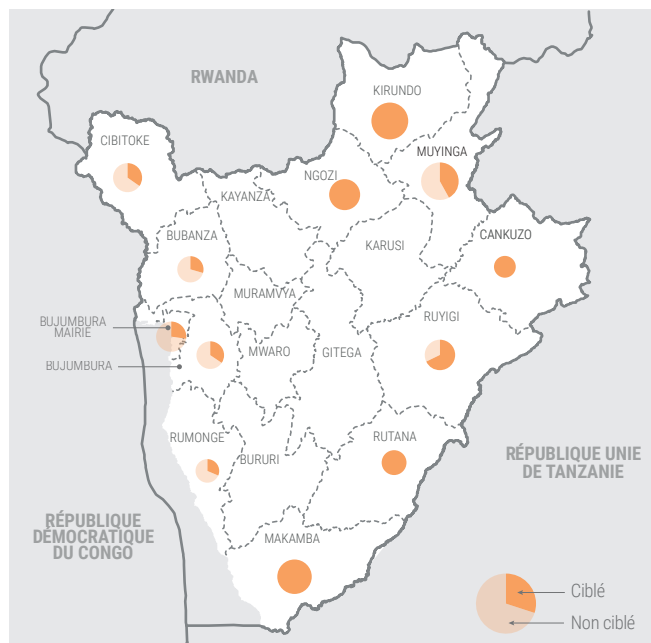 RWANDA
KIRUNDO
CIBITOKE
MUYINGA
NGOZI
KAYANZA
BUBANZA
CANKUZO
KARUSI
MURAMVYA
BUJUMBURA
MAIRIE
RUYIGI
MWARO
GITEGA
BUJUMBURA
RUMONGE
RUTANA
BURURI
RÉPUBLIQUE UNIE
DE TANZANIE
RÉPUBLIQUE
DÉMOCRATIQUE
DU CONGO
MAKAMBA
Ciblé
Non ciblé